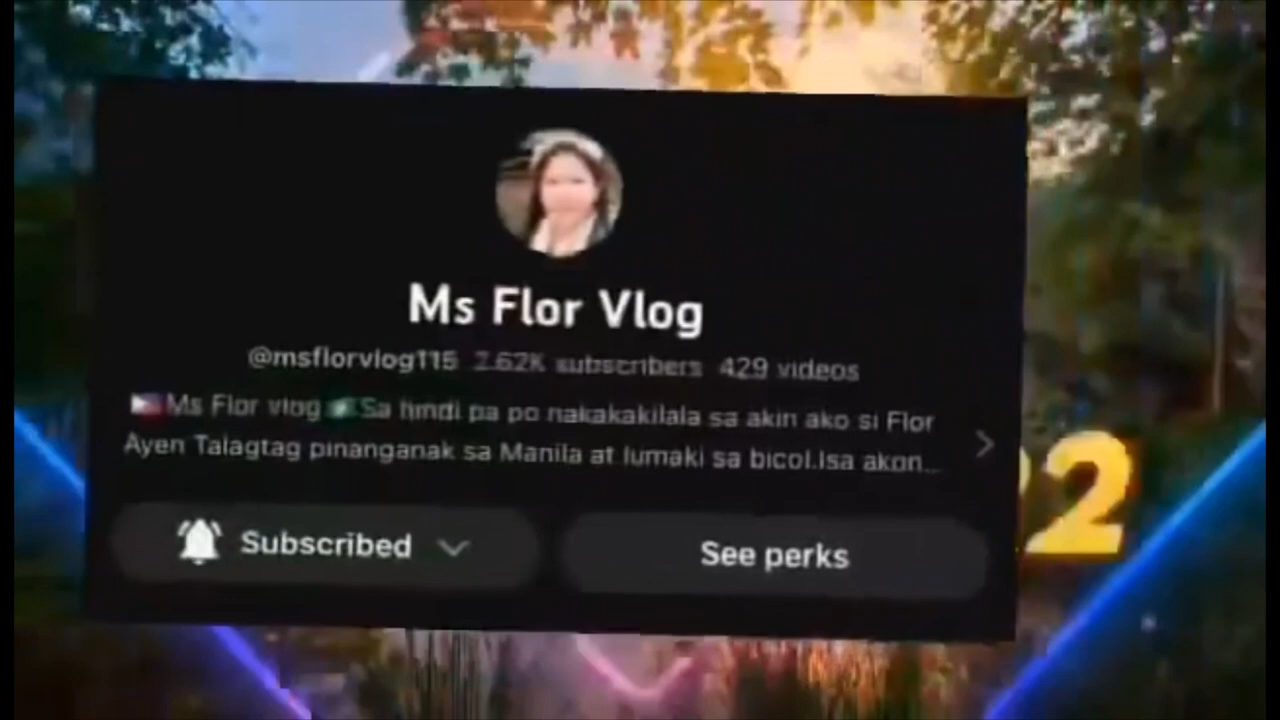 Ms Flor Vlog
@msflorvlog115 2.62K subscribers 429 videos
Ms Flor vlog Sa hindi pa po nakakakilala sa akin ako si Flor
Ayen Talagtag pinanganak sa Manila at lumaki sa bicol.Isa akon...
Subscribed
See perks
2